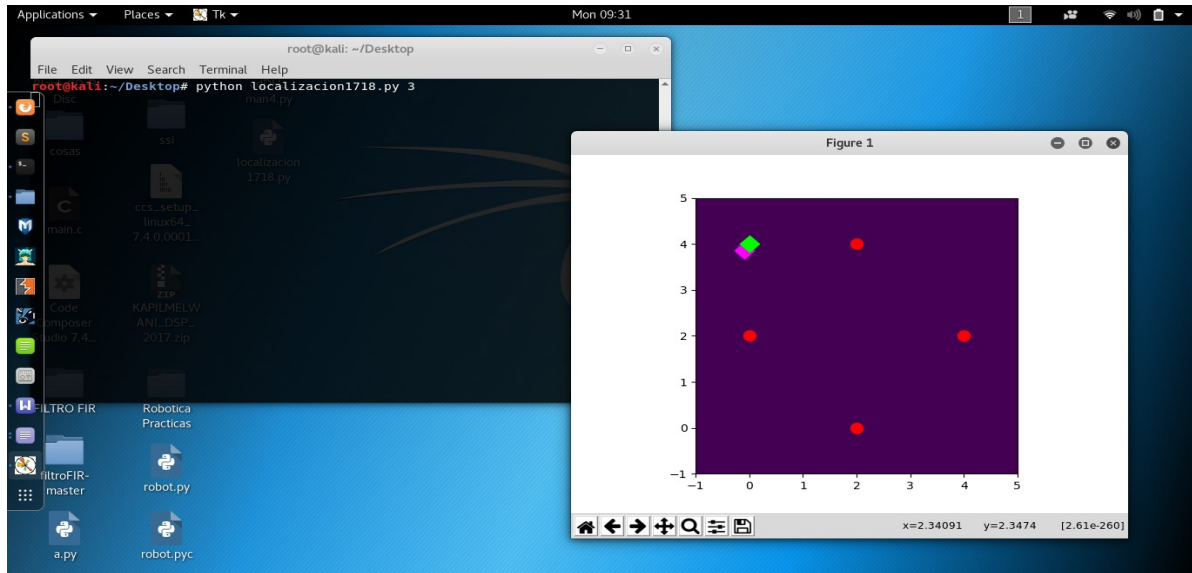 Applications Places Tk Mon 09:31 1
root@kali: ~/Desktop
File Edit View Search Terminal Help
root@kali:~/Desktop# python localizacion1718.py 3
Disc
man4.py
cosas
ssi
localizacion
1718.py
main.c
ccs_setup_
linux64_
7.4.0.0001...
Code
Composer
Studio 7.4...
ZIP
KAPILMELW
ANI_DSP_
2017.zip
FILTRO FIR
Robotica
Practicas
filtroFIR-
master
robot.py
a.py
robot.pyc
Figure 1
5
4
3
2
1
0
−1
−1 0 1 2 3 4 5
x=2.34091 y=2.3474 [2.61e-260]